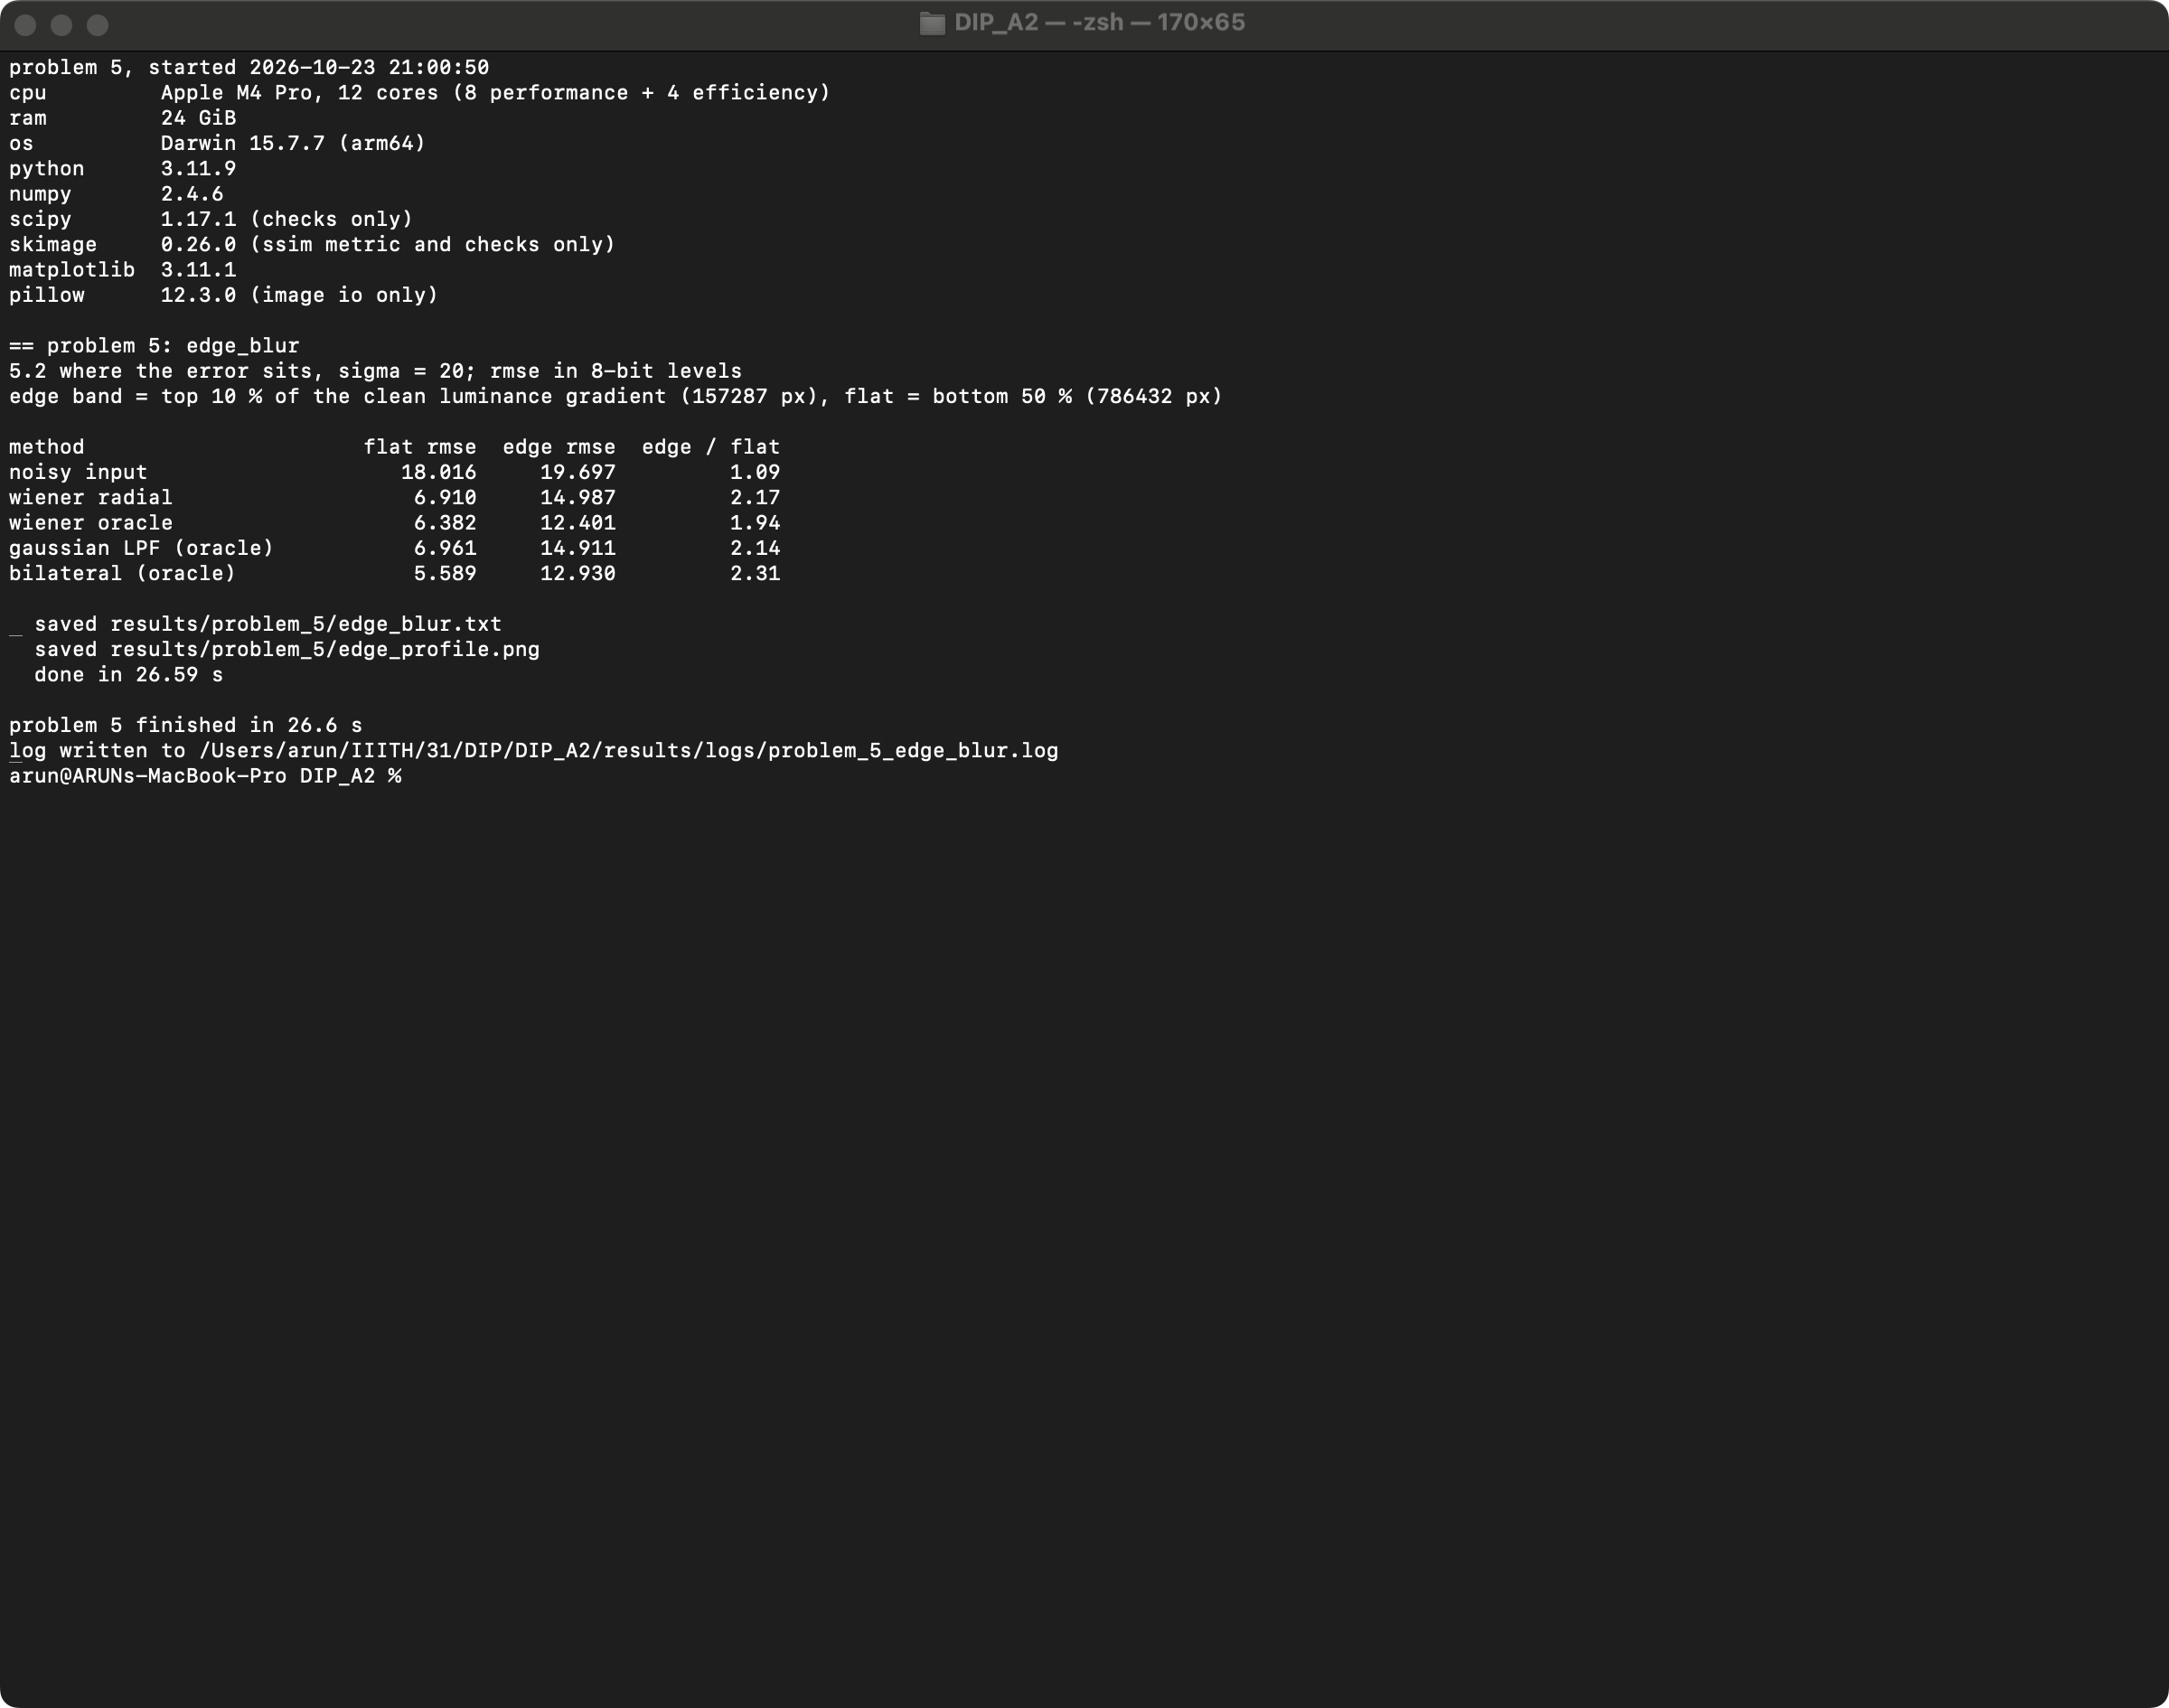 DIP_A2 — -zsh — 170×65
problem 5, started 2026-10-23 21:00:50
cpu         Apple M4 Pro, 12 cores (8 performance + 4 efficiency)
ram         24 GiB
os          Darwin 15.7.7 (arm64)
python      3.11.9
numpy       2.4.6
scipy       1.17.1 (checks only)
skimage     0.26.0 (ssim metric and checks only)
matplotlib  3.11.1
pillow      12.3.0 (image io only)
== problem 5: edge_blur
5.2 where the error sits, sigma = 20; rmse in 8-bit levels
edge band = top 10 % of the clean luminance gradient (157287 px), flat = bottom 50 % (786432 px)
method                      flat rmse  edge rmse  edge / flat
noisy input                    18.016     19.697         1.09
wiener radial                   6.910     14.987         2.17
wiener oracle                   6.382     12.401         1.94
gaussian LPF (oracle)           6.961     14.911         2.14
bilateral (oracle)              5.589     12.930         2.31
_ saved results/problem_5/edge_blur.txt
  saved results/problem_5/edge_profile.png
  done in 26.59 s
problem 5 finished in 26.6 s
log written to /Users/arun/IIITH/31/DIP/DIP_A2/results/logs/problem_5_edge_blur.log
arun@ARUNs-MacBook-Pro DIP_A2 %